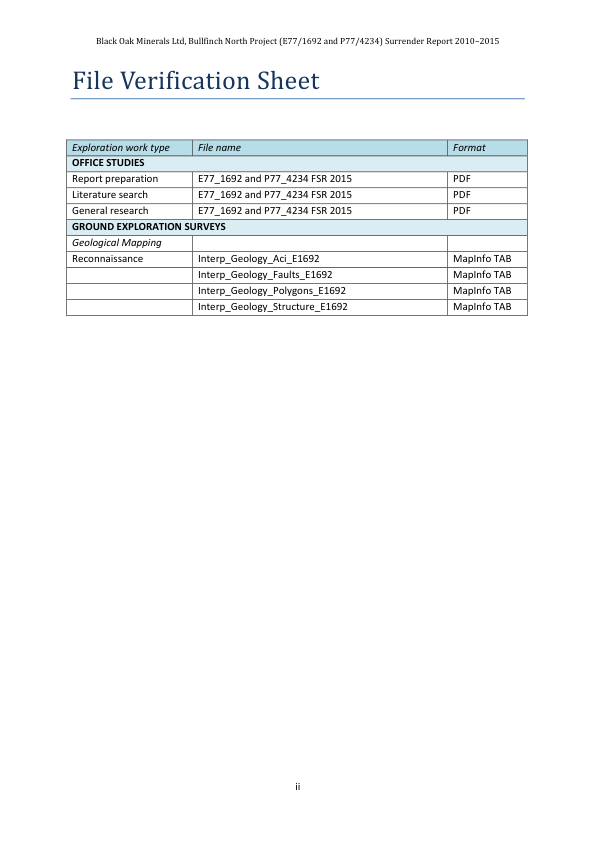 Black Oak Minerals Ltd, Bullfinch North Project (E77/1692 and P77/4234) Surrender Report 2010–2015
File Verification Sheet
Exploration work type File name Format
OFFICE STUDIES
Report preparation E77_1692 and P77_4234 FSR 2015 PDF
Literature search E77_1692 and P77_4234 FSR 2015 PDF
General research E77_1692 and P77_4234 FSR 2015 PDF
GROUND EXPLORATION SURVEYS
Geological Mapping
Reconnaissance Interp_Geology_Aci_E1692 MapInfo TAB
Interp_Geology_Faults_E1692 MapInfo TAB
Interp_Geology_Polygons_E1692 MapInfo TAB
Interp_Geology_Structure_E1692 MapInfo TAB
ii